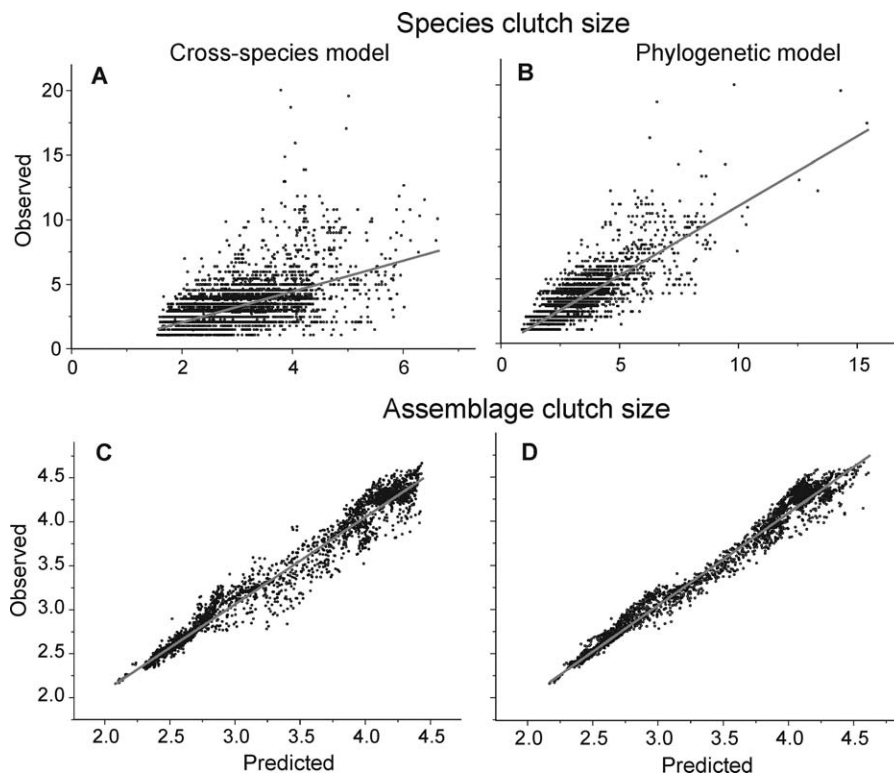 Species clutch size
Cross-species model
Phylogenetic model
A
B
20
15
10
5
0
Observed
0
2
4
6
0
5
10
15
Assemblage clutch size
C
D
4.5
4.0
3.5
3.0
2.5
2.0
Observed
2.0
2.5
3.0
3.5
4.0
4.5
2.0
2.5
3.0
3.5
4.0
4.5
Predicted
Predicted